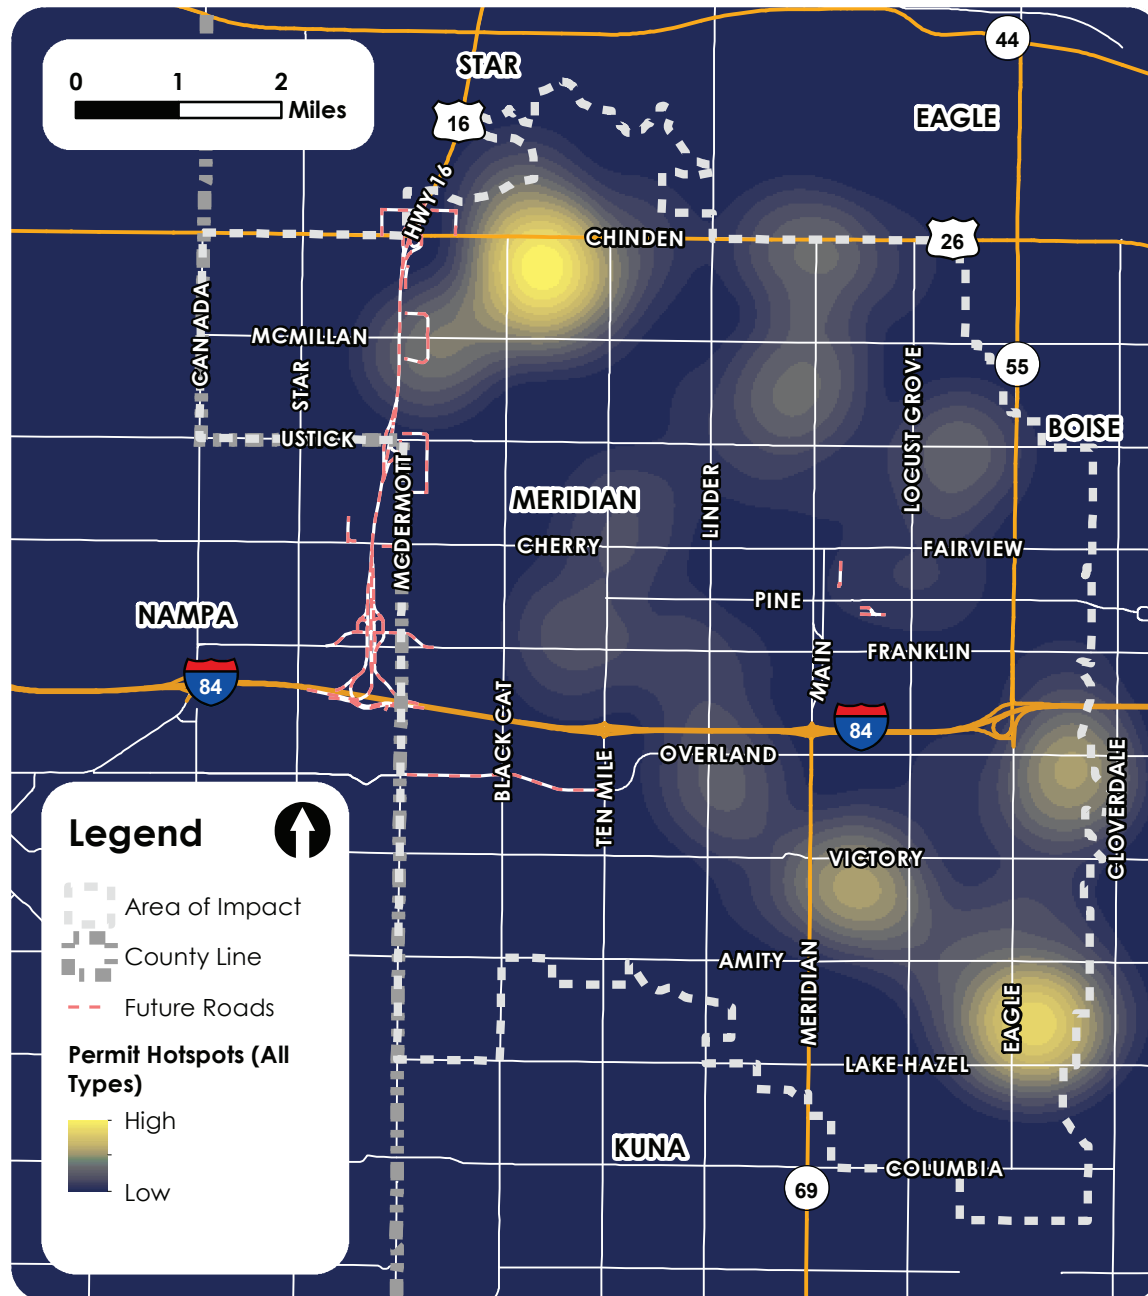 0 1 2
Miles
STAR
44
EAGLE
16
HWY 16
CHINDEN
26
CANADA
MCMILLAN
STAR
55
LOCUST GROVE
USTICK
BOISE
MCDERMOTT
MERIDIAN
LINDER
CHERRY
FAIRVIEW
PINE
NAMPA
FRANKLIN
84
MAIN
BLACK CAT
84
OVERLAND
TEN MILE
CLOVERDALE
VICTORY
AMITY
MERIDIAN
EAGLE
LAKE HAZEL
KUNA
COLUMBIA
69
Legend
Area of Impact
County Line
Future Roads
Permit Hotspots (All
Types)
High
Low